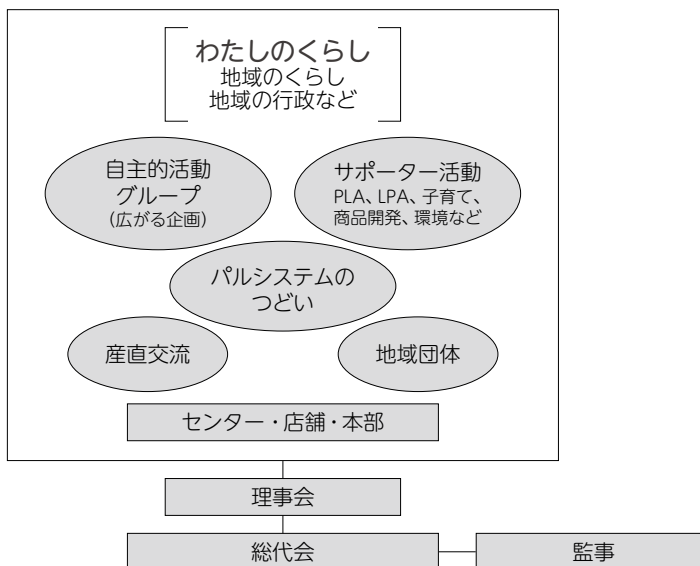 わたしのくらし
地域のくらし
地域の行政など
自主的活動
グループ
(広がる企画)
サポーター活動
PLA、LPA、子育て、
商品開発、環境など
パルシステムの
つどい
産直交流
地域団体
センター・店舗・本部
理事会
総代会
監事